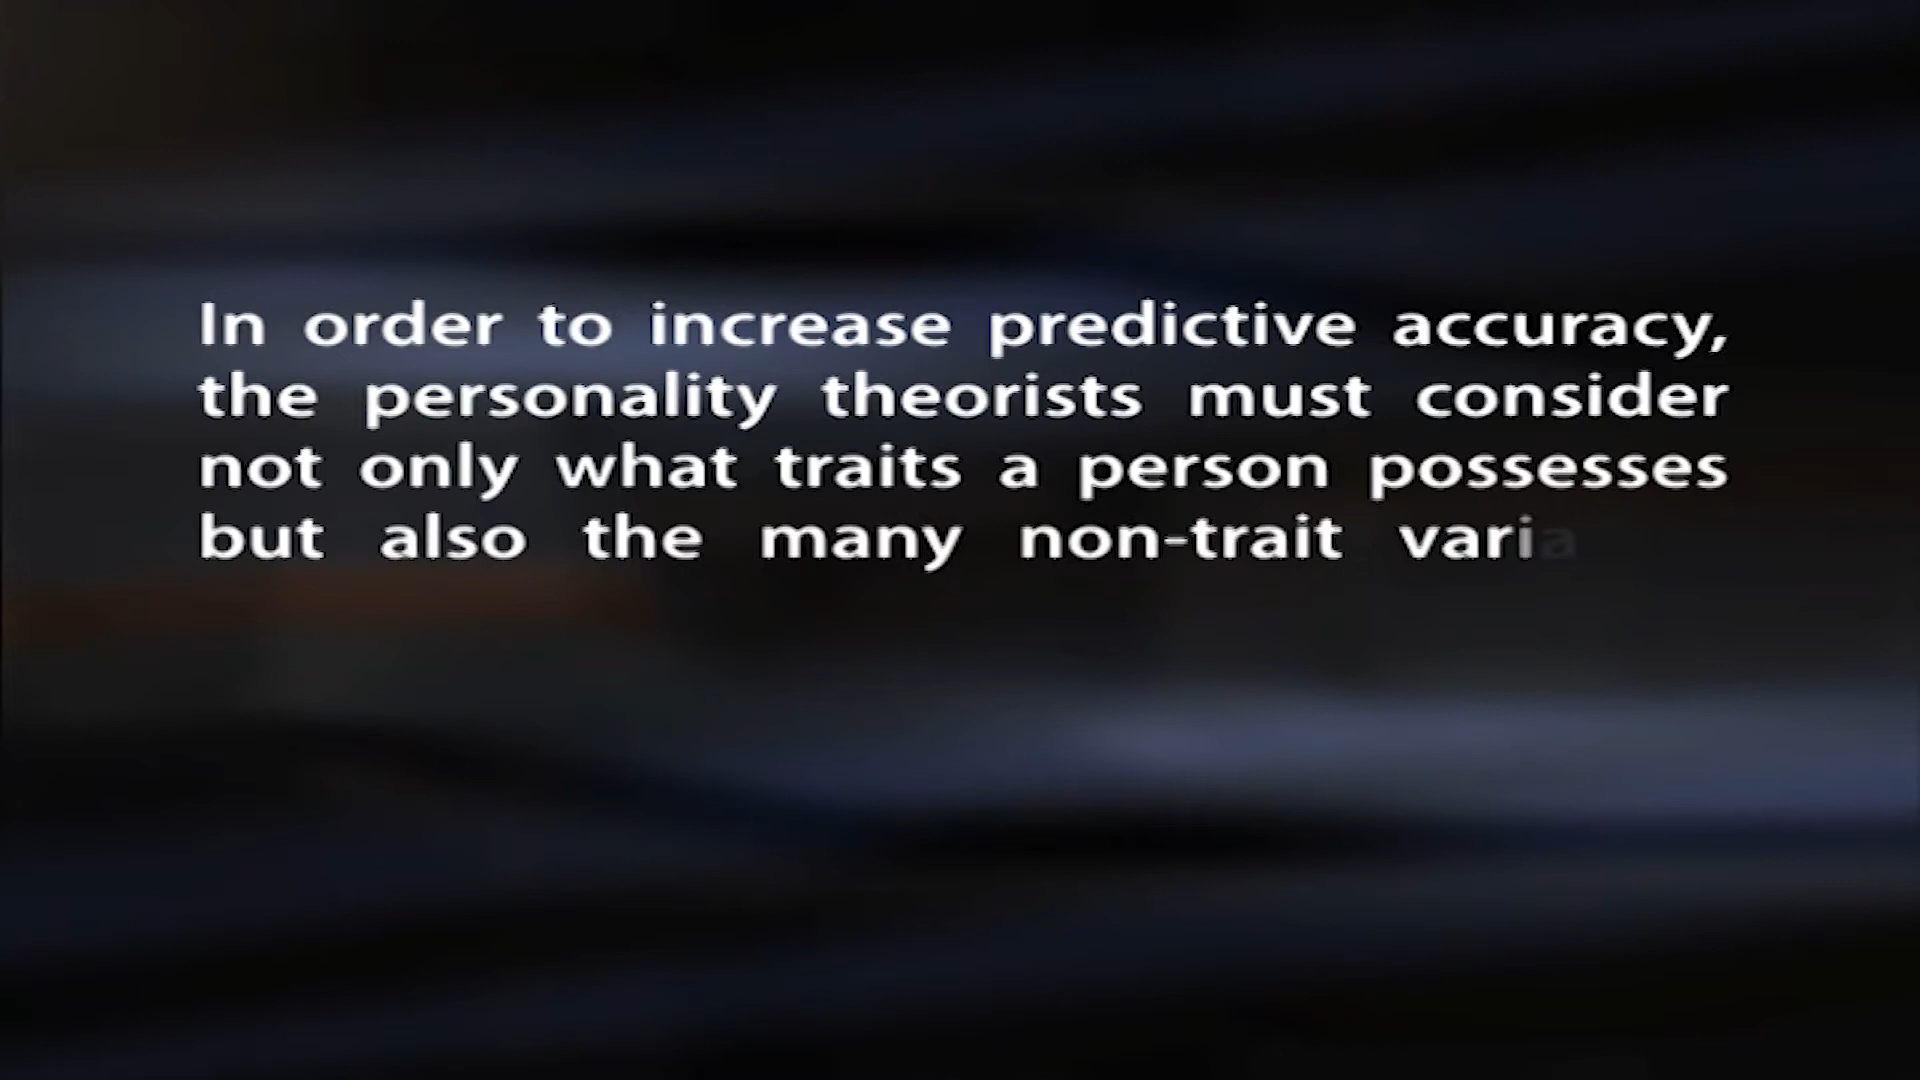 In order to increase predictive accuracy,
the personality theorists must consider
not only what traits a person possesses
but also the many non-trait varia